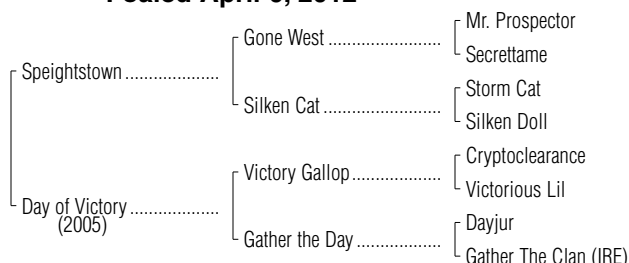 Foaled April 2012
Mr. Prospector
Gone West ........................
Secrettame
Speightstown ....................
Storm Cat
Silken Cat .........................
Silken Doll
Cryptoclearance
Victory Gallop...................
Victorious Lil
Day of Victory ..................
(2005)
Dayjur
Gather the Day ..................
Gather The Clan (IRE)